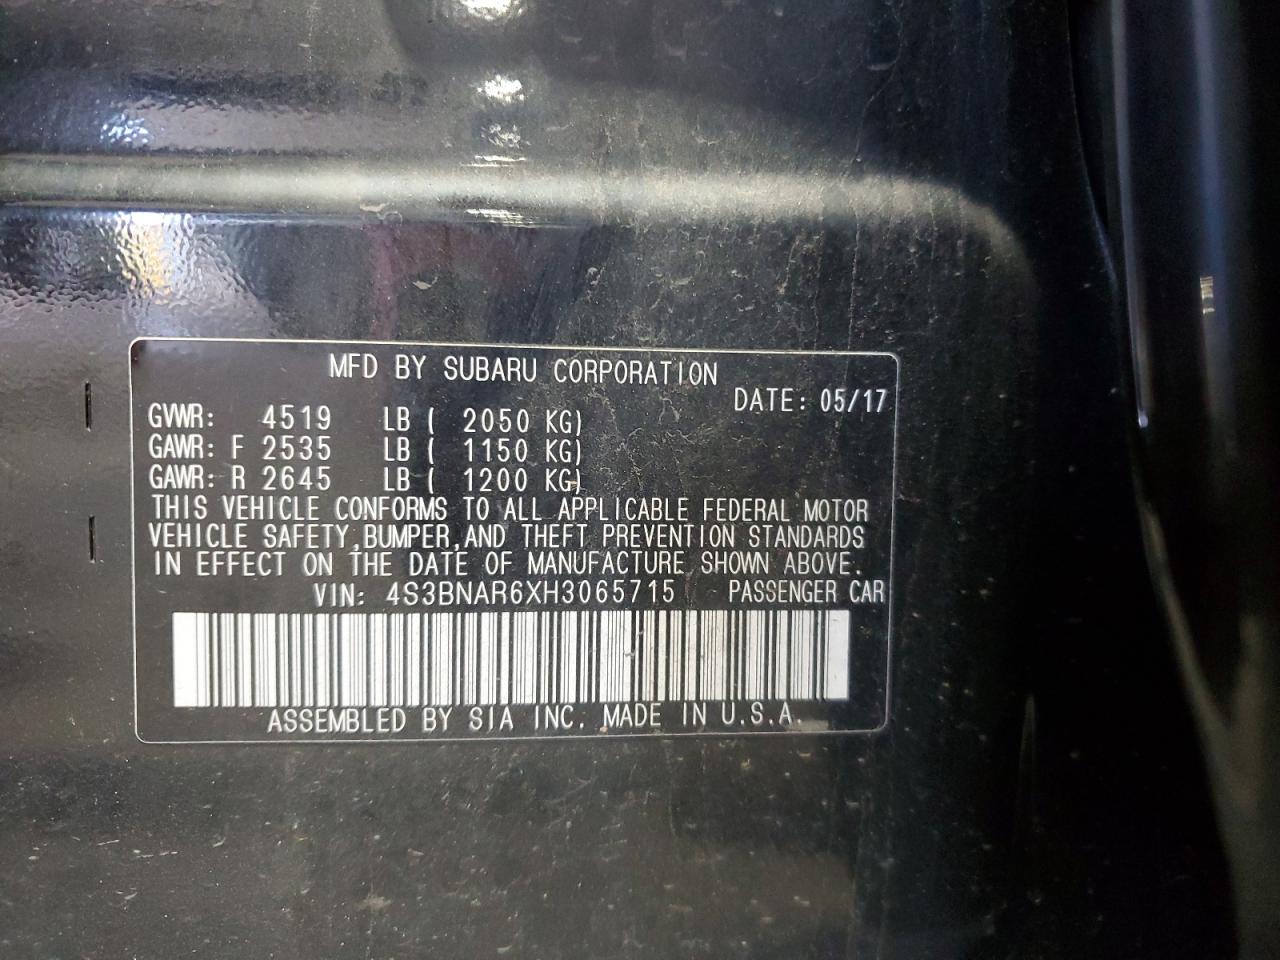 MFD BY SUBARU CORPORATION
DATE: 05/17
GVWR: 4519 LB ( 2050 KG)
GAWR: F 2535 LB ( 1150 KG)
GAWR: R 2645 LB ( 1200 KG)
THIS VEHICLE CONFORMS TO ALL APPLICABLE FEDERAL MOTOR
VEHICLE SAFETY,BUMPER,AND THEFT PREVENTION STANDARDS
IN EFFECT ON THE DATE OF MANUFACTURE SHOWN ABOVE.
VIN: 4S3BNAR6XH3065715 PASSENGER CAR
ASSEMBLED BY SIA INC. MADE IN U.S.A.